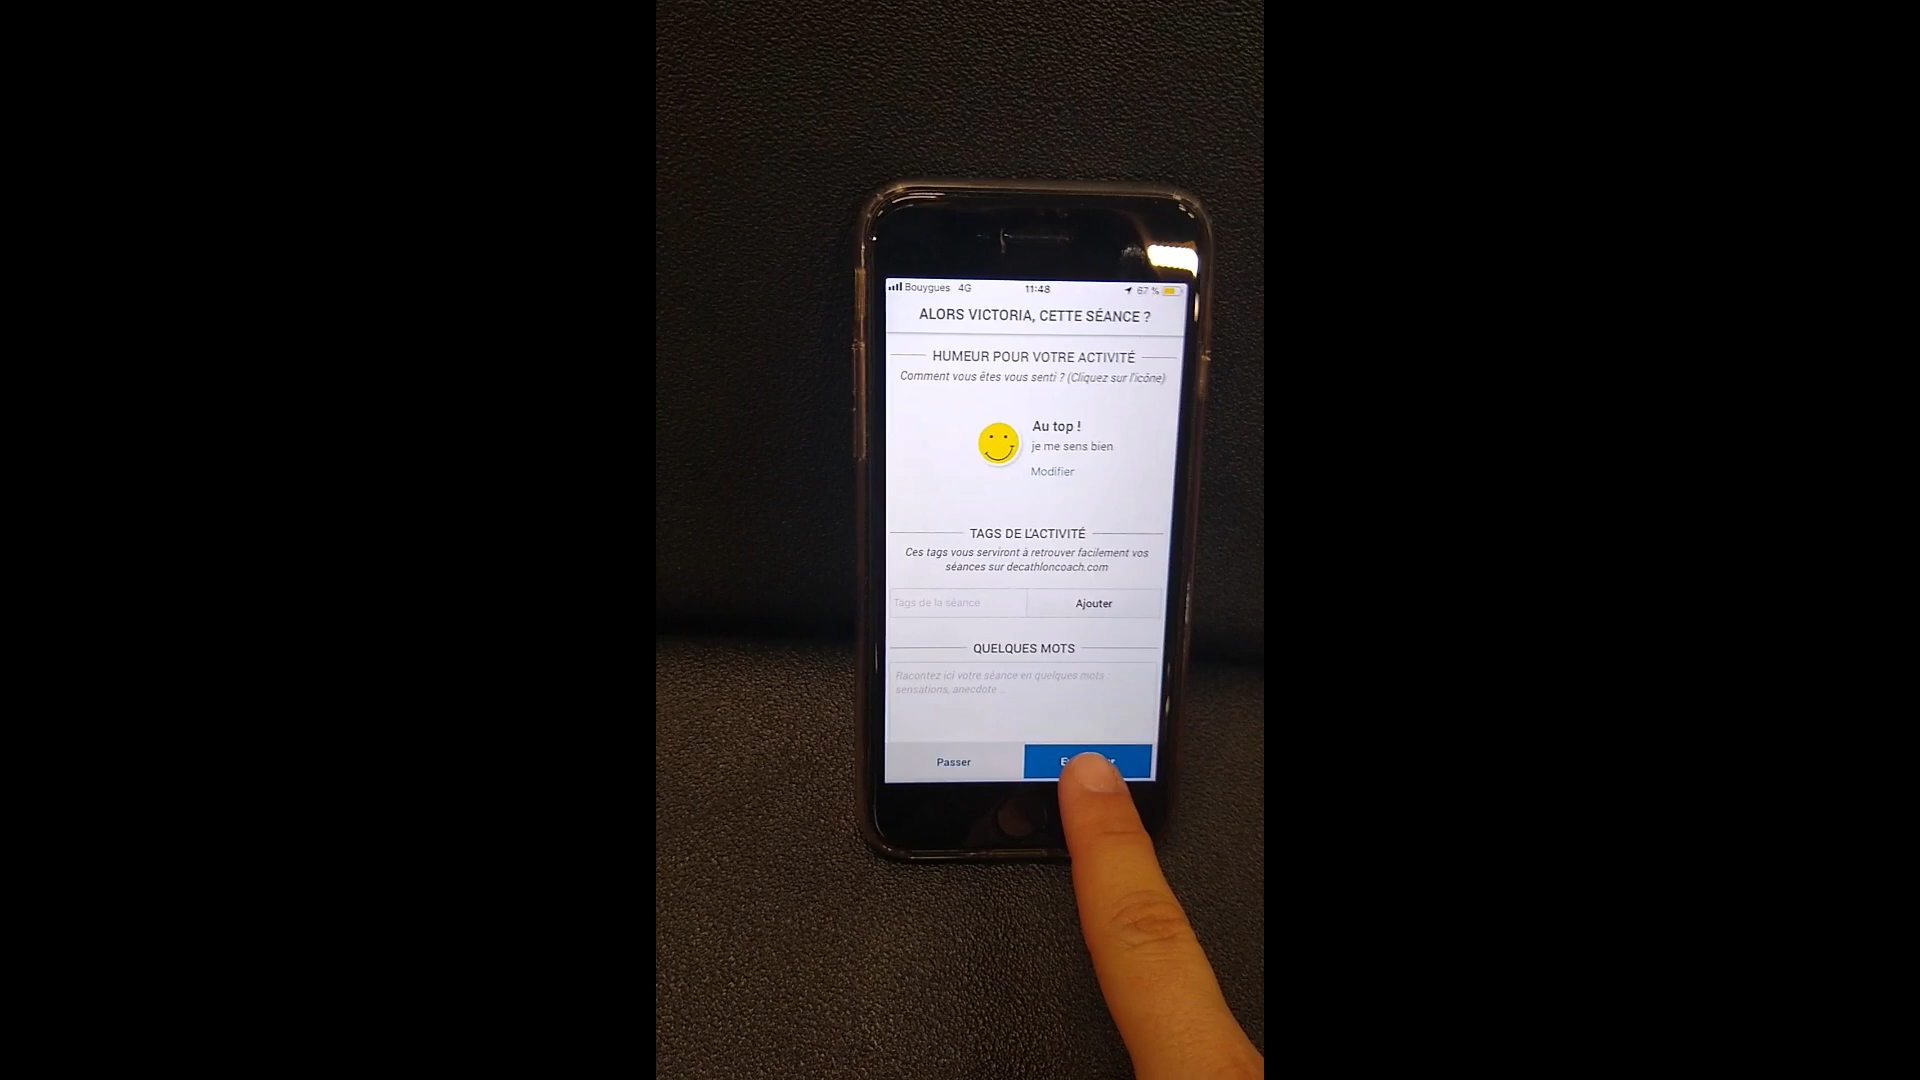 Bouygues 4G 11:48 67 %
ALORS VICTORIA, CETTE SÉANCE ?
HUMEUR POUR VOTRE ACTIVITÉ
Comment vous êtes vous senti ? (Cliquez sur l'icône)
Au top !
je me sens bien
Modifier
TAGS DE L'ACTIVITÉ
Ces tags vous serviront à retrouver facilement vos
séances sur decathloncoach.com
Tags de la séance
Ajouter
QUELQUES MOTS
Racontez ici votre séance en quelques mots :
sensations, anecdote ...
Passer